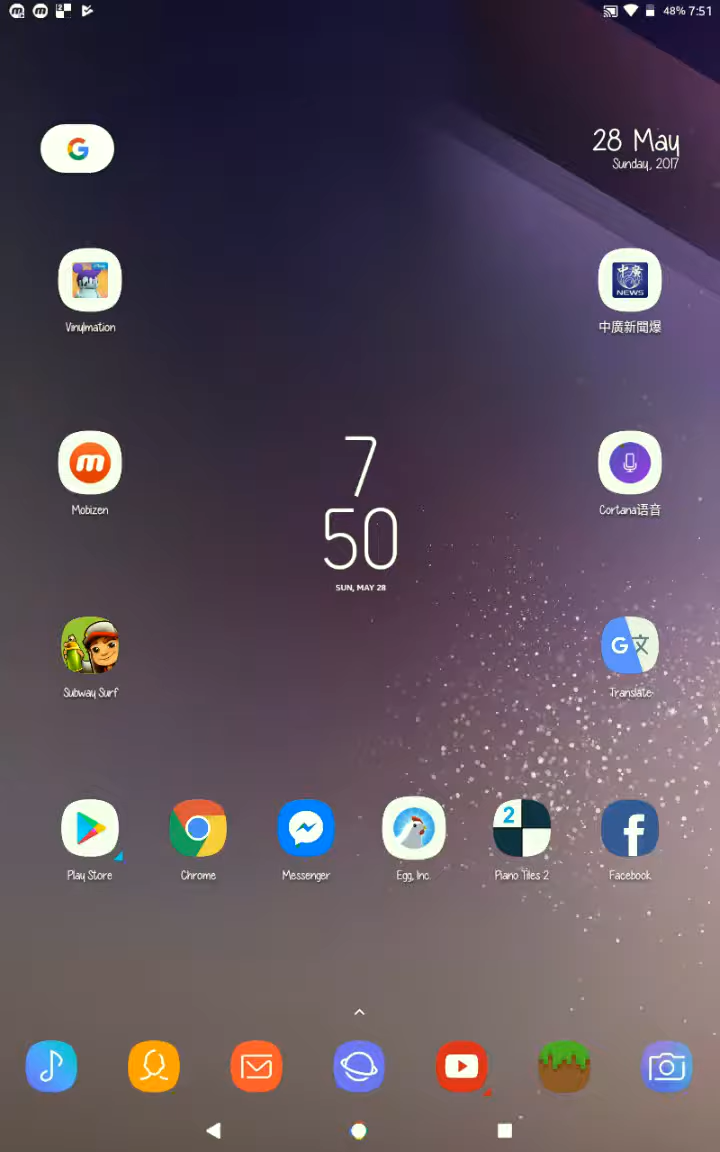 48% 7:51
28 May
Sunday, 2017
Vinylmation
中廣 NEWS
中廣新聞爆
7
50
SUN, MAY 28
Mobizen
Cortana语音
Subway Surf
Translate
Play Store
Chrome
Messenger
Egg, Inc.
2
Piano Tiles 2
Facebook